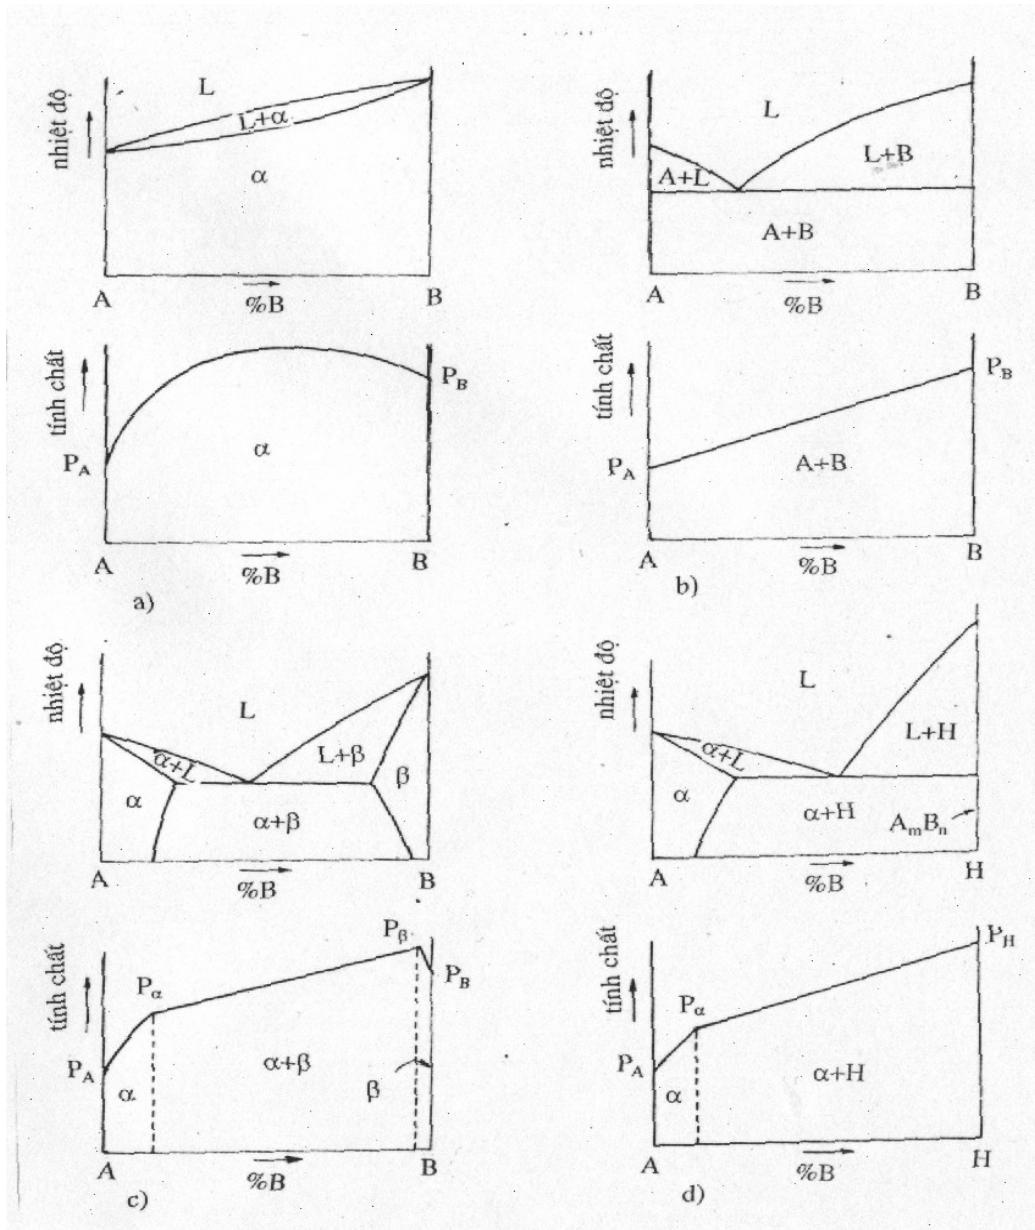 nhiệt độ
L
L+α
α
A
%B
B
tính chất
P_A
P_B
α
A
%B
B
a)
nhiệt độ
L
A+L
L+B
A+B
A
%B
B
tính chất
P_A
P_B
A+B
A
%B
B
b)
nhiệt độ
L
α+L
L+β
α
β
α+β
A
%B
B
tính chất
P_A
P_α
P_β
P_B
α
α+β
β
A
%B
B
c)
nhiệt độ
L
α+L
L+H
α
α+H
A_mB_n
A
%B
H
tính chất
P_A
P_α
P_H
α
α+H
A
%B
H
d)